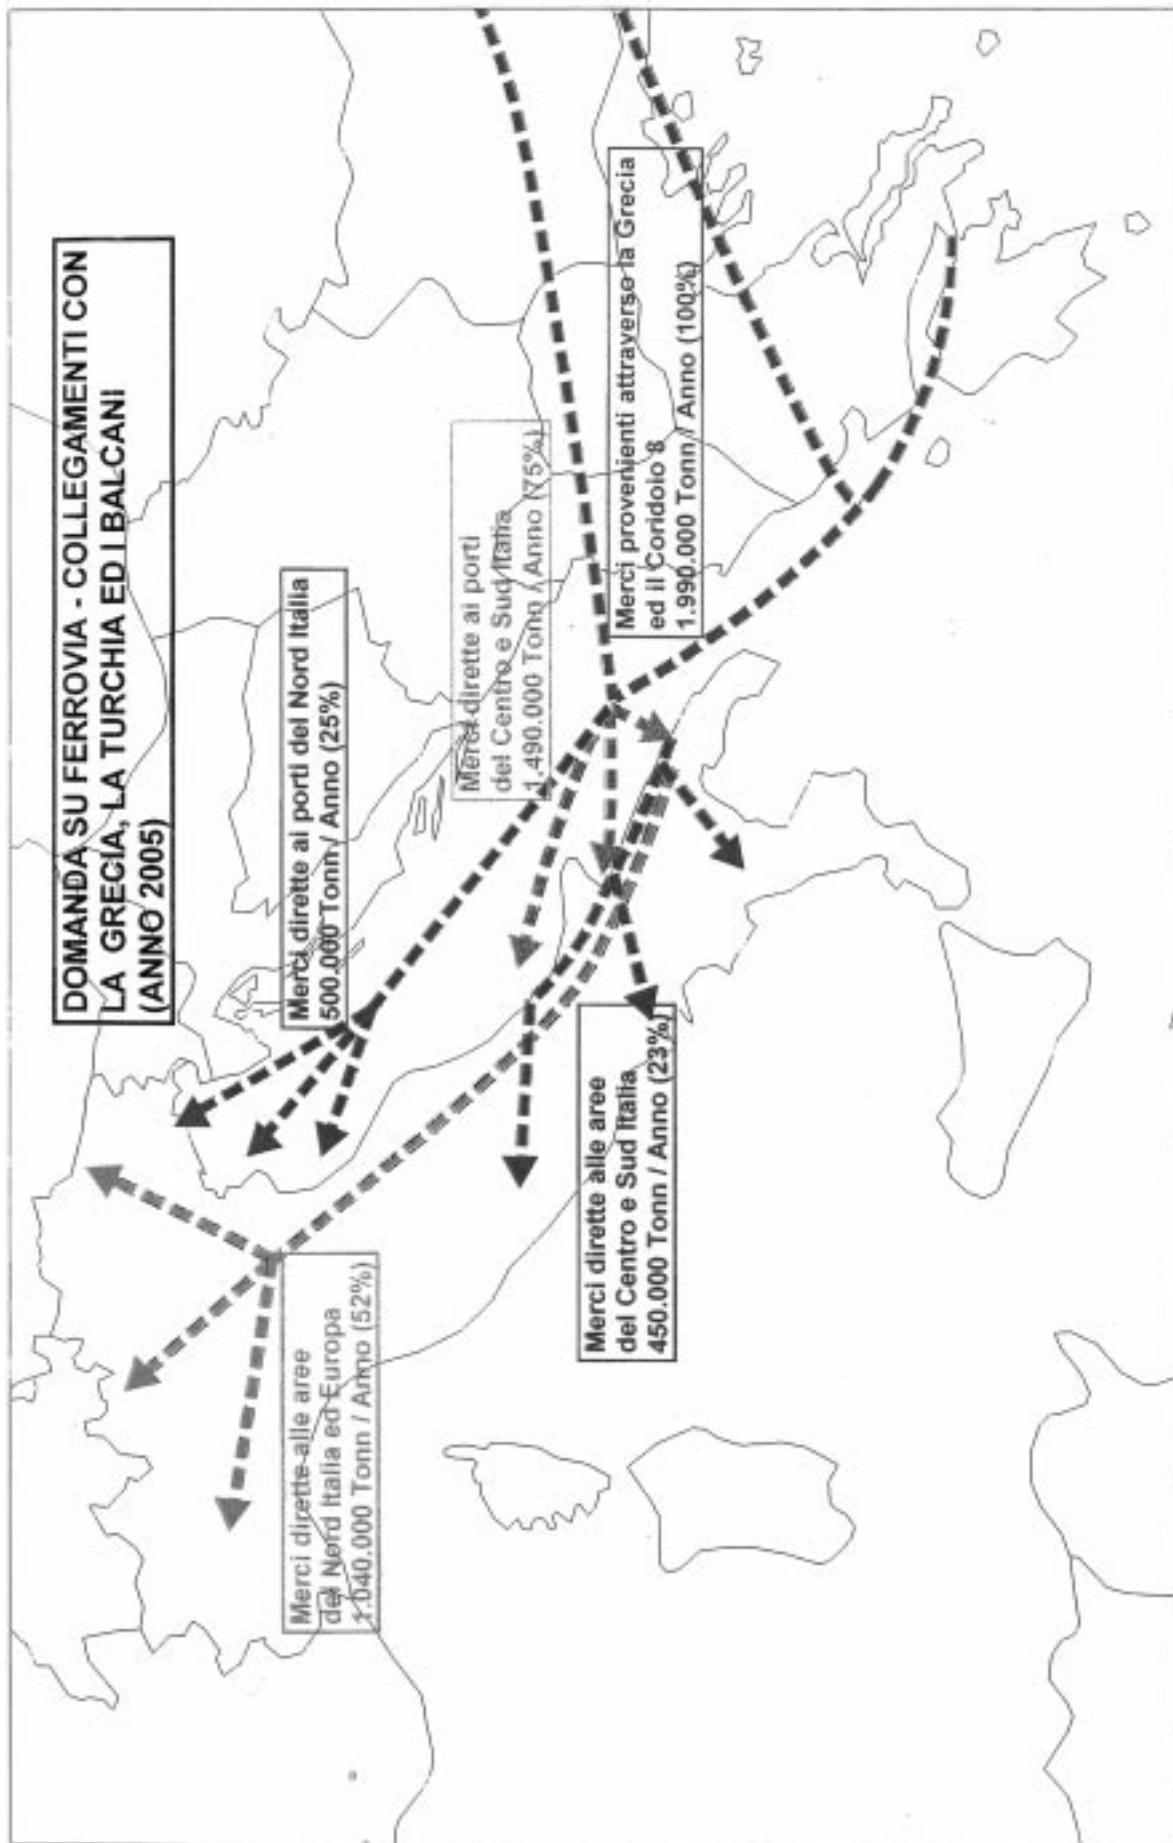 DOMANDA SU FERROVIA - COLLEGAMENTI CON
LA GRECIA, LA TURCHIA ED I BALCANI
(ANNO 2005)
Merci dirette ai porti del Nord Italia
500.000 Tonn / Anno (25%)
Merci dirette alle aree
del Nord Italia ed Europa
1.040.000 Tonn / Anno (52%)
Merci dirette ai porti
del Centro e Sud Italia
1.490.000 Tonn / Anno (75%)
Merci provenienti attraverso la Grecia
ed il Coridoio 8
1.990.000 Tonn / Anno (100%)
Merci dirette alle aree
del Centro e Sud Italia
450.000 Tonn / Anno (23%)